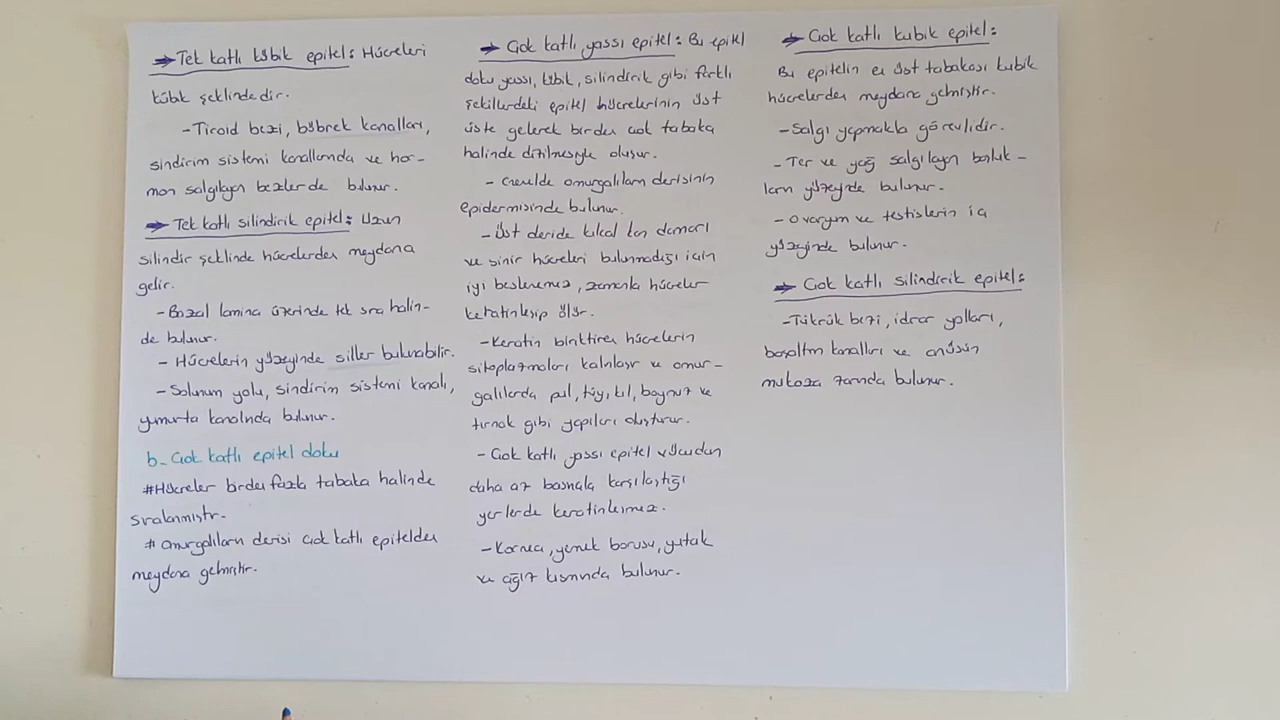 → Tek katlı kübik epitel: Hücreleri
kübik şeklindedir.
- Tiroid bezi, böbrek kanalları,
sindirim sistemi kanallarında ve hor-
mon salgılayan bezlerde bulunur.
→ Tek katlı silindirik epitel: Uzun
silindir şeklinde hücrelerden meydana
gelir.
- Bazal lamina üzerinde tek sıra halin-
de bulunur.
- Hücrelerin yüzeyinde siller bulunabilir.
- Solunum yolu, sindirim sistemi kanalı,
yumurta kanalında bulunur.
b- Çok katlı epitel doku
# Hücreler birden fazla tabaka halinde
sıralanmıştır.
# Omurgalıların derisi çok katlı epitelden
meydana gelmiştir.
→ Çok katlı yassı epitel: Bu epitel
doku yassı, kübik, silindirik gibi farklı
şekillerdeki epitel hücrelerinin üst
üste gelerek birden çok tabaka
halinde dizilmesiyle oluşur.
- Genelde omurgalıların derisinin
epidermisinde bulunur.
- Üst deride kılcal kan damarı
ve sinir hücreleri bulunmadığı için
iyi beslenemez, zamanla hücreler
keratinleşip ölür.
- Keratin biriktiren hücrelerin
sitoplazmaları kalınlaşır ve omur-
galılarda pul, tüy, kıl, boynuz ve
tırnak gibi yapıları oluşturur.
- Çok katlı yassı epitel vücudun
daha az basınçla karşılaştığı
yerlerde keratinleşmez.
- Kornea, yemek borusu, yutak
ve ağız kısmında bulunur.
→ Çok katlı kubik epitel:
Bu epitelin en üst tabakası kubik
hücrelerden meydana gelmiştir.
- Salgı yapmakla görevlidir.
- Ter ve yağ salgılayan boşluk-
ların yüzeyinde bulunur.
- Ovaryum ve testislerin iç
yüzeyinde bulunur.
→ Çok katlı silindirik epitel:
- Tükrük bezi, idrar yolları,
boşaltım kanalları ve anüsün
mukoza zarında bulunur.